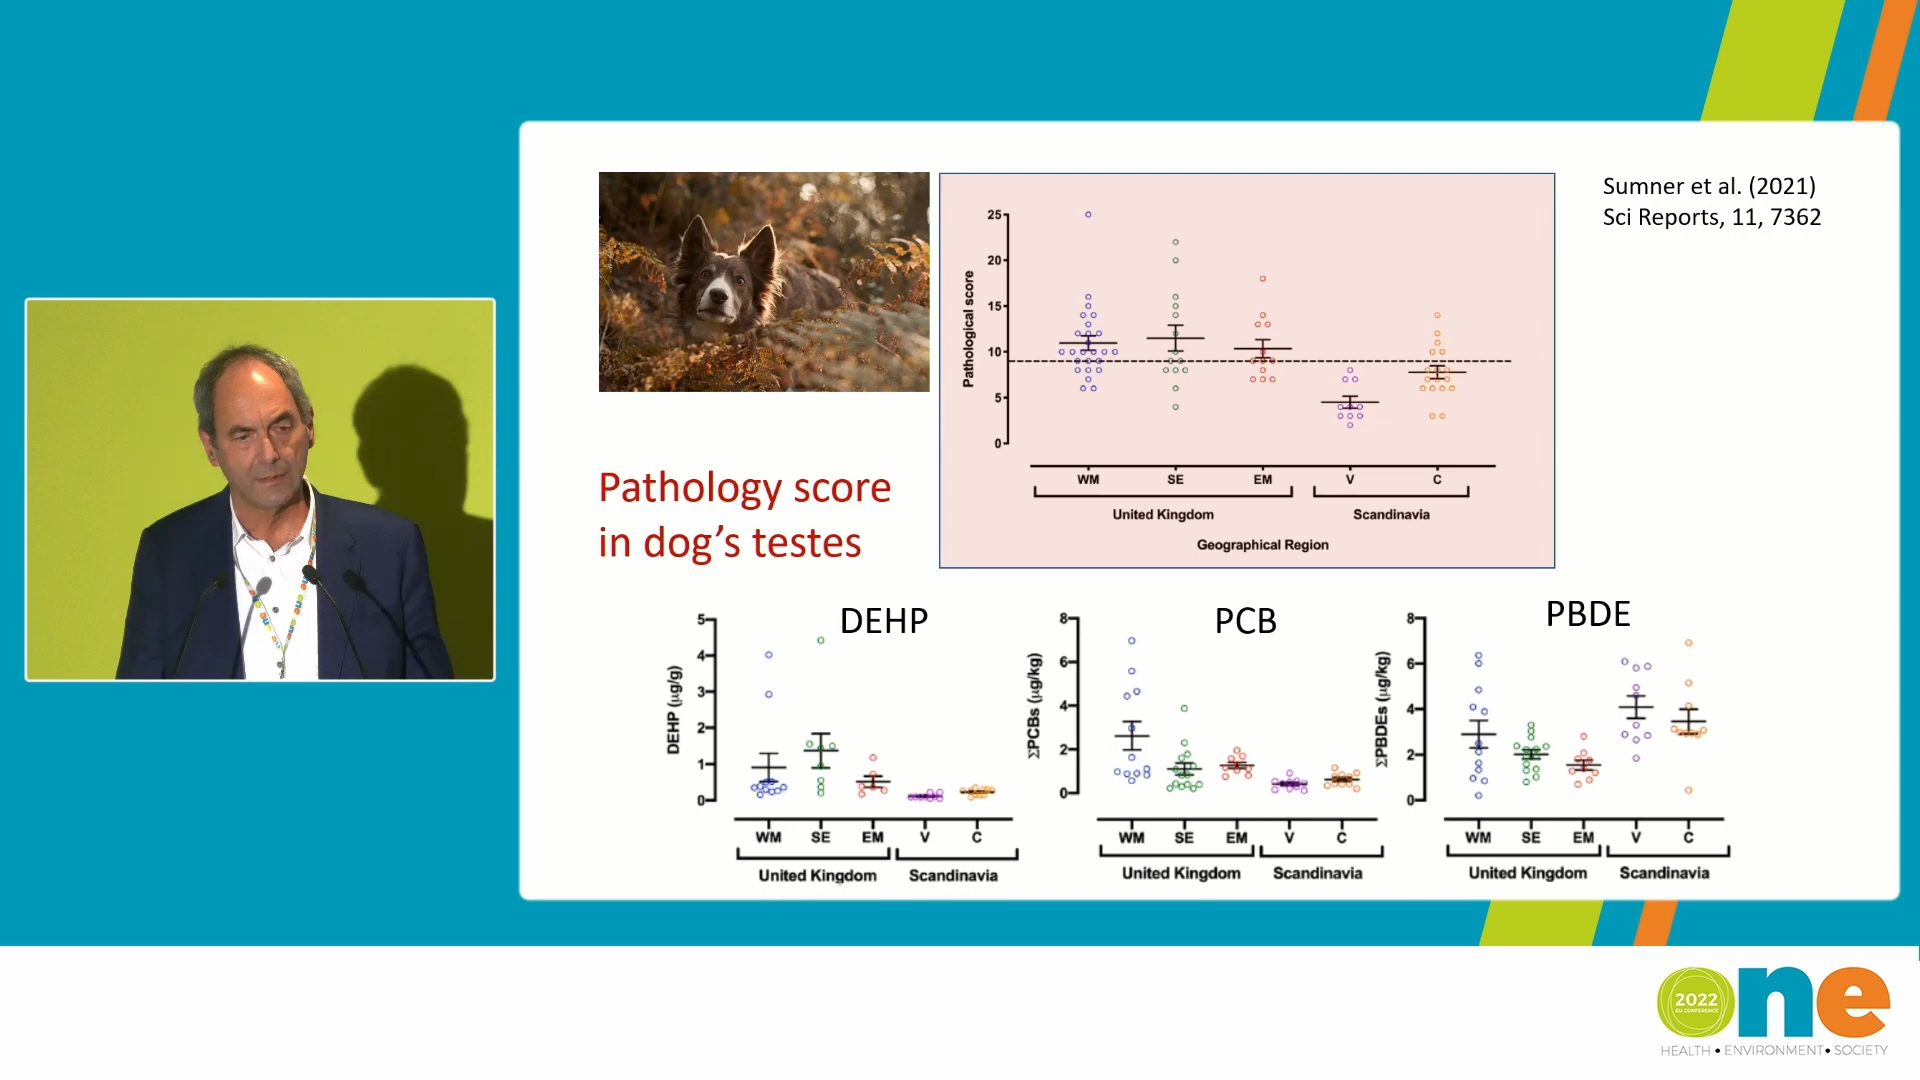 Sumner et al. (2021)
Sci Reports, 11, 7362
Pathology score
in dog’s testes
Pathological score
25
20
15
10
5
0
WM SE EM V C
United Kingdom Scandinavia
Geographical Region
DEHP
DEHP (µg/g)
5
4
3
2
1
0
WM SE EM V C
United Kingdom Scandinavia
PCB
ΣPCBs (µg/kg)
8
6
4
2
0
WM SE EM V C
United Kingdom Scandinavia
PBDE
ΣPBDEs (µg/kg)
8
6
4
2
0
WM SE EM V C
United Kingdom Scandinavia
one
2022
EU CONFERENCE
HEALTH • ENVIRONMENT • SOCIETY